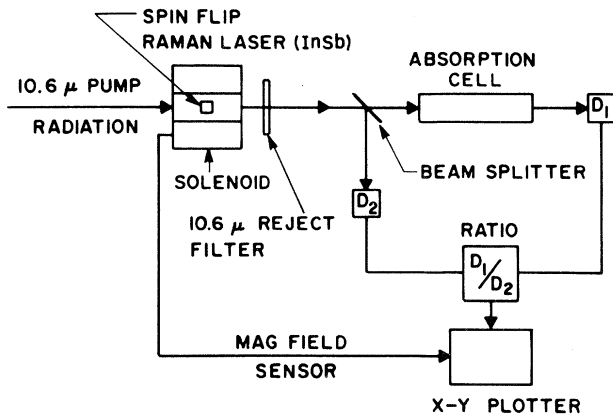 SPIN FLIP
RAMAN LASER (InSb)
10.6 μ PUMP
RADIATION
SOLENOID
10.6 μ REJECT
FILTER
ABSORPTION
CELL
D1
BEAM SPLITTER
D2
RATIO
D1/D2
MAG FIELD
SENSOR
X-Y PLOTTER